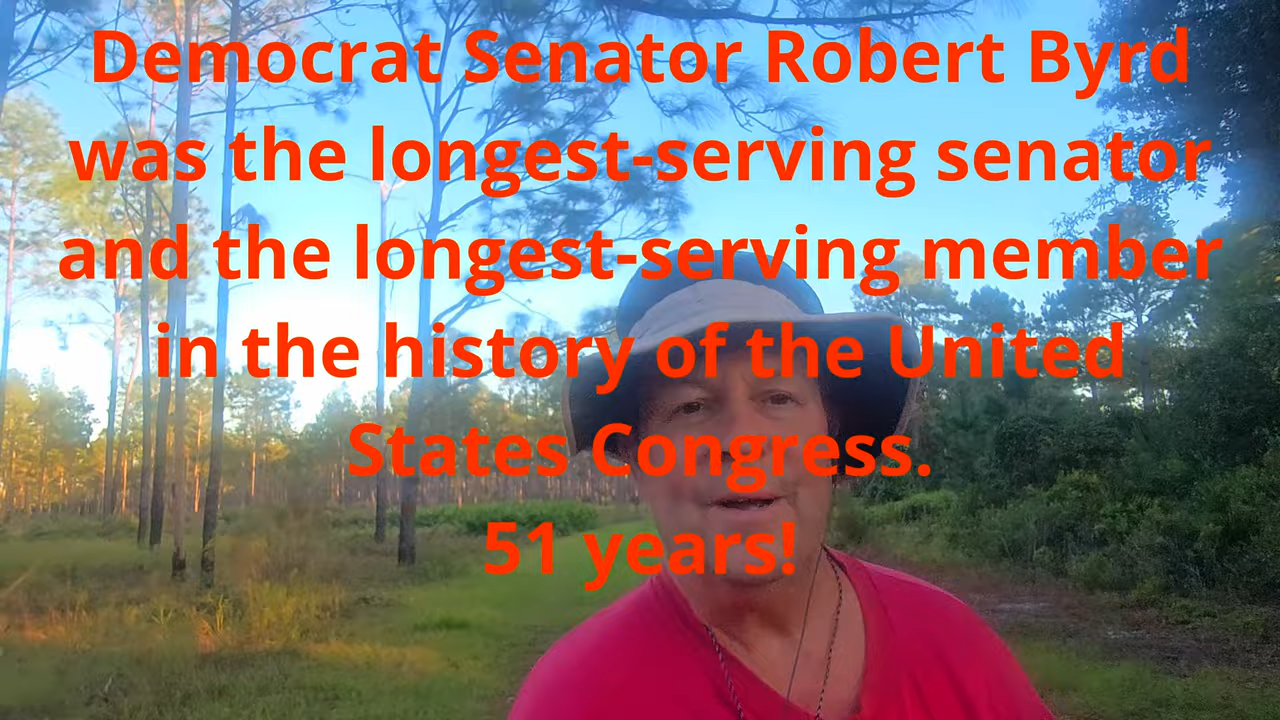 Democrat Senator Robert Byrd
was the longest-serving senator
and the longest-serving member
in the history of the United
States Congress.
51 years!